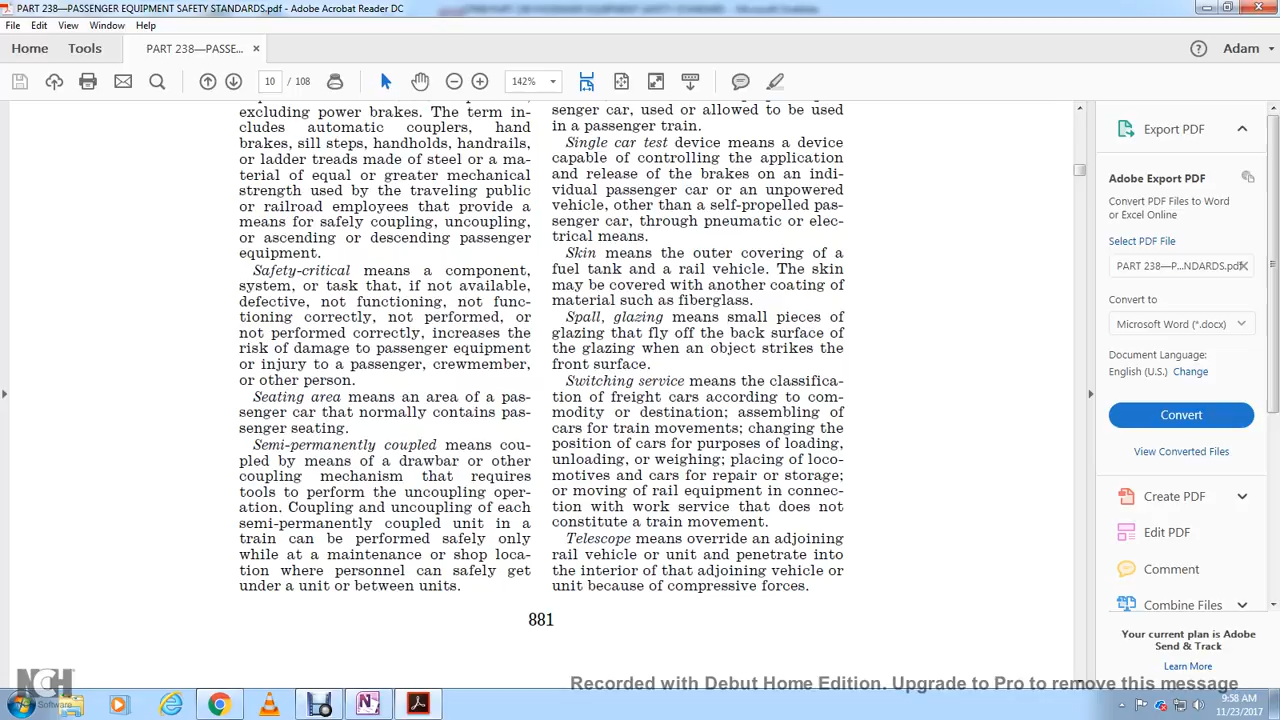 PART 238—PASSENGER EQUIPMENT SAFETY STANDARDS.pdf - Adobe Acrobat Reader DC
File Edit View Window Help
Home Tools PART 238—PASSE... × Adam
10 / 108 142%
excluding power brakes. The term in-
cludes automatic couplers, hand
brakes, sill steps, handholds, handrails,
or ladder treads made of steel or a ma-
terial of equal or greater mechanical
strength used by the traveling public
or railroad employees that provide a
means for safely coupling, uncoupling,
or ascending or descending passenger
equipment.
Safety-critical means a component,
system, or task that, if not available,
defective, not functioning, not func-
tioning correctly, not performed, or
not performed correctly, increases the
risk of damage to passenger equipment
or injury to a passenger, crewmember,
or other person.
Seating area means an area of a pas-
senger car that normally contains pas-
senger seating.
Semi-permanently coupled means cou-
pled by means of a drawbar or other
coupling mechanism that requires
tools to perform the uncoupling oper-
ation. Coupling and uncoupling of each
semi-permanently coupled unit in a
train can be performed safely only
while at a maintenance or shop loca-
tion where personnel can safely get
under a unit or between units.
senger car, used or allowed to be used
in a passenger train.
Single car test device means a device
capable of controlling the application
and release of the brakes on an indi-
vidual passenger car or an unpowered
vehicle, other than a self-propelled pas-
senger car, through pneumatic or elec-
trical means.
Skin means the outer covering of a
fuel tank and a rail vehicle. The skin
may be covered with another coating of
material such as fiberglass.
Spall, glazing means small pieces of
glazing that fly off the back surface of
the glazing when an object strikes the
front surface.
Switching service means the classifica-
tion of freight cars according to com-
modity or destination; assembling of
cars for train movements; changing the
position of cars for purposes of loading,
unloading, or weighing; placing of loco-
motives and cars for repair or storage;
or moving of rail equipment in connec-
tion with work service that does not
constitute a train movement.
Telescope means override an adjoining
rail vehicle or unit and penetrate into
the interior of that adjoining vehicle or
unit because of compressive forces.
881
Export PDF
Adobe Export PDF
Convert PDF Files to Word
or Excel Online
Select PDF File
PART 238—P...NDARDS.pdf
Convert to
Microsoft Word (*.docx)
Document Language:
English (U.S.) Change
Convert
View Converted Files
Create PDF
Edit PDF
Comment
Combine Files
Your current plan is Adobe
Send & Track
Learn More
NCH
Software
Recorded with Debut Home Edition. Upgrade to Pro to remove this message
9:58 AM
11/23/2017